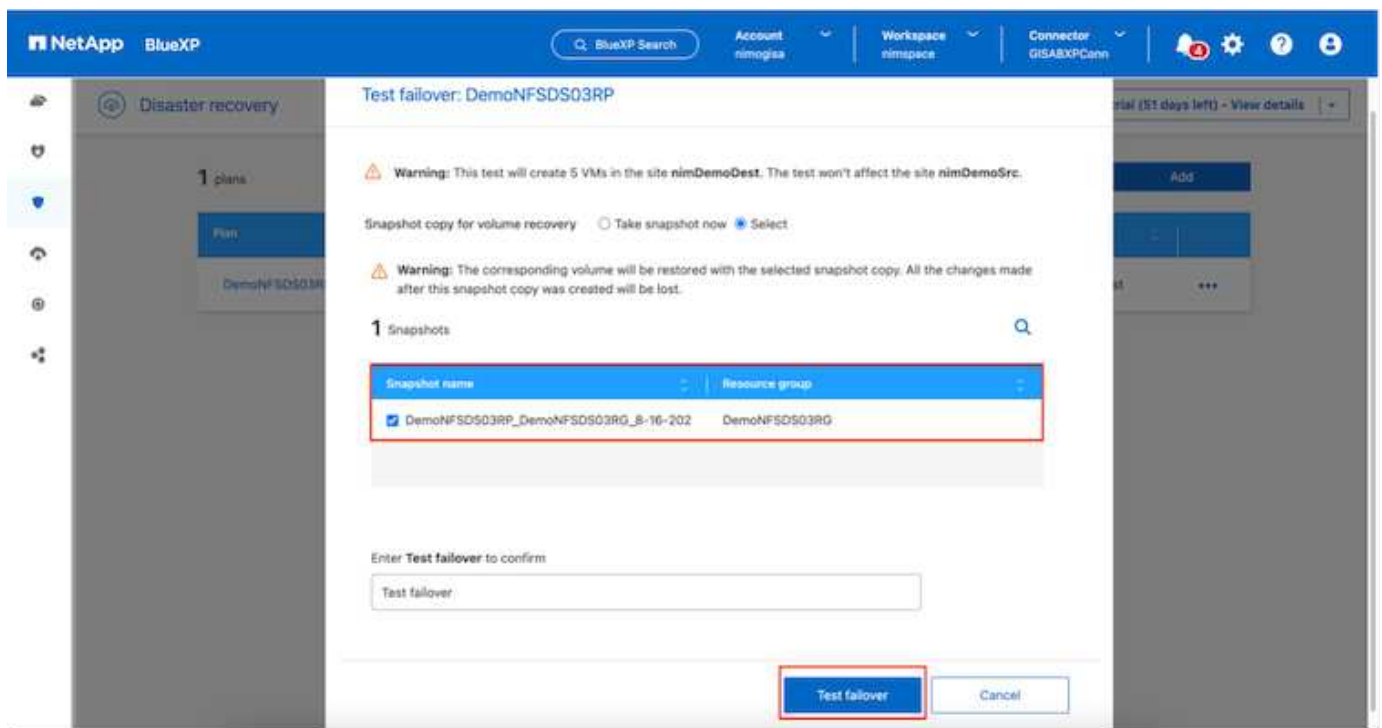 NetApp BlueXP
BlueXP Search
Account
nimogisa
Workspace
nimspace
Connector
GISABXPConn
4
Disaster recovery
Test failover: DemoNFSDS03RP
rial (51 days left) - View details
1 plans
Add
Warning: This test will create 5 VMs in the site nimDemoDest. The test won't affect the site nimDemoSrc.
Snapshot copy for volume recovery Take snapshot now Select
Plan
Warning: The corresponding volume will be restored with the selected snapshot copy. All the changes made
after this snapshot copy was created will be lost.
DemoNFSDS03R
st
1 Snapshots
Snapshot name Resource group
DemoNFSDS03RP_DemoNFSDS03RG_8-16-202 DemoNFSDS03RG
Enter Test failover to confirm
Test failover
Test failover Cancel